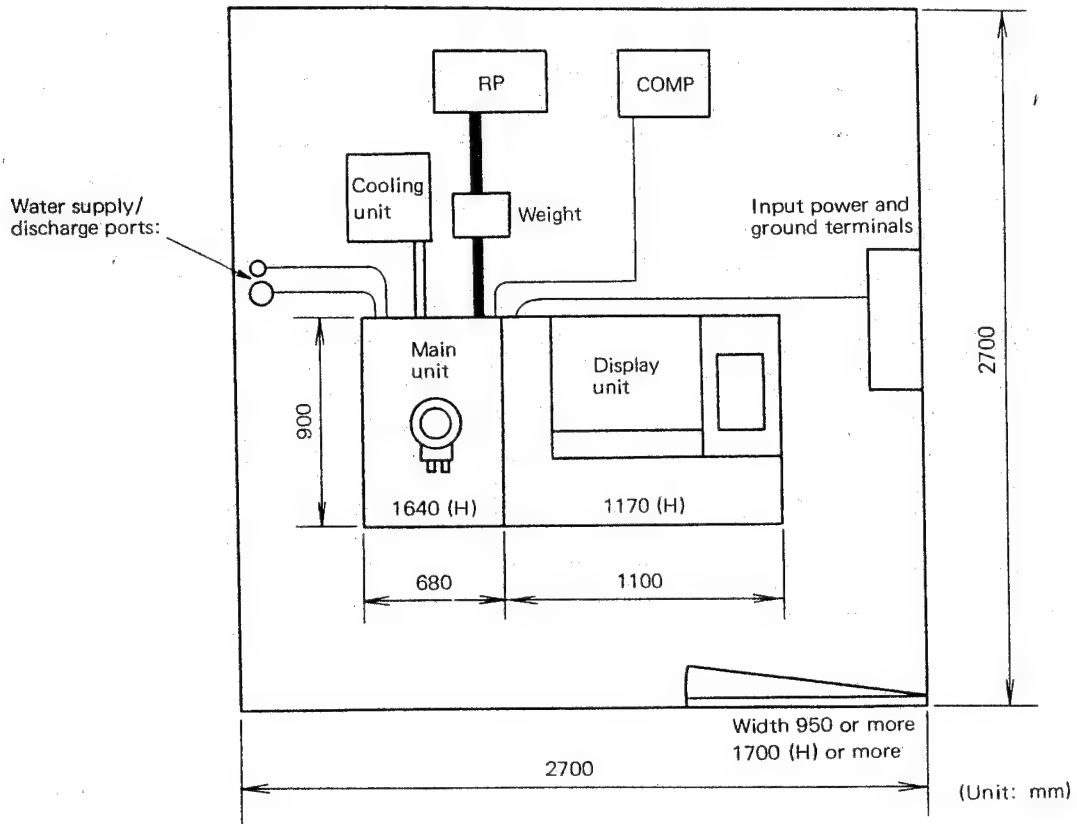 RP
COMP
Cooling
unit
Weight
Water supply/
discharge ports:
Input power and
ground terminals
Main
unit
Display
unit
900
2700
1640 (H)
1170 (H)
680
1100
Width 950 or more
1700 (H) or more
2700
(Unit: mm)